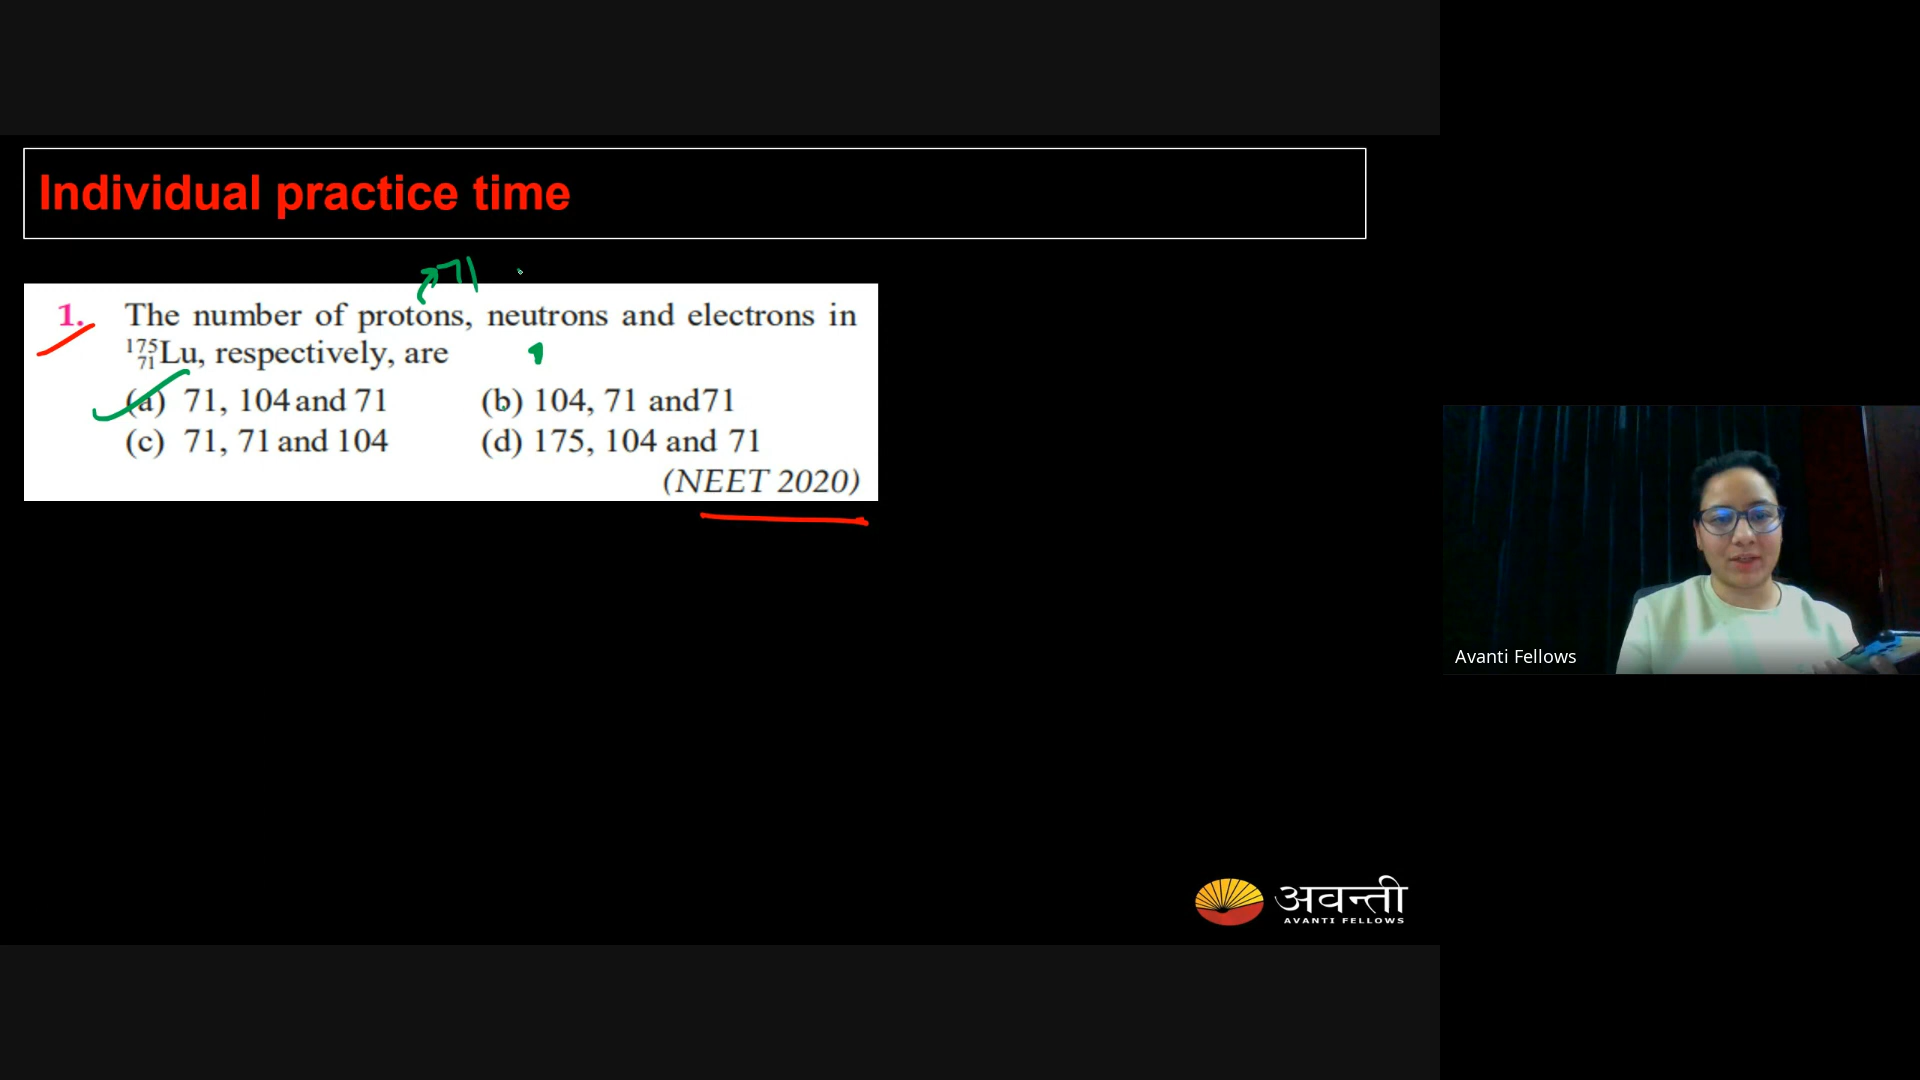 Individual practice time
71
1. The number of protons, neutrons and electrons in
¹⁷⁵₇₁Lu, respectively, are
(a) 71, 104 and 71 (b) 104, 71 and 71
(c) 71, 71 and 104 (d) 175, 104 and 71
(NEET 2020)
Avanti Fellows
अवन्ती
AVANTI FELLOWS